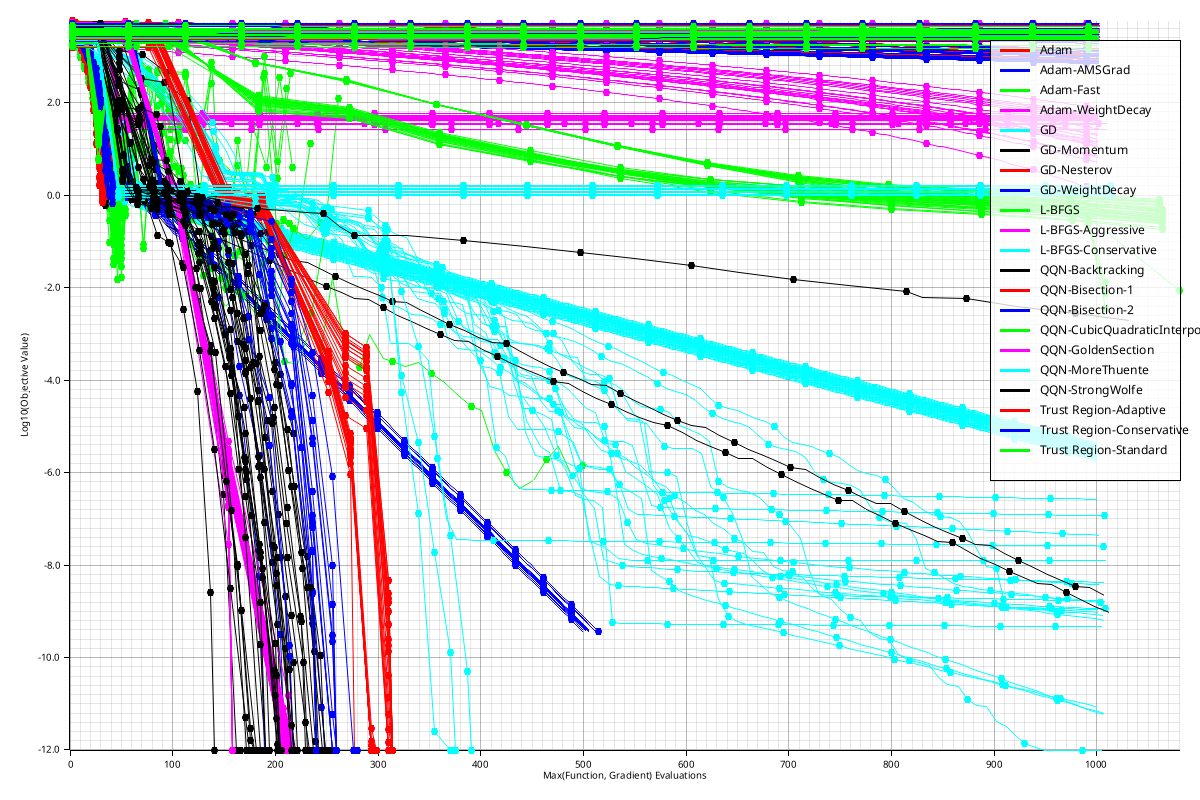 Adam
Adam-AMSGrad
Adam-Fast
Adam-WeightDecay
GD
GD-Momentum
GD-Nesterov
GD-WeightDecay
L-BFGS
L-BFGS-Aggressive
L-BFGS-Conservative
QQN-Backtracking
QQN-Bisection-1
QQN-Bisection-2
QQN-CubicQuadraticInterpo
QQN-GoldenSection
QQN-MoreThuente
QQN-StrongWolfe
Trust Region-Adaptive
Trust Region-Conservative
Trust Region-Standard
Log10(Objective Value)
2.0
0.0
-2.0
-4.0
-6.0
-8.0
-10.0
-12.0
0 100 200 300 400 500 600 700 800 900 1000
Max(Function, Gradient) Evaluations